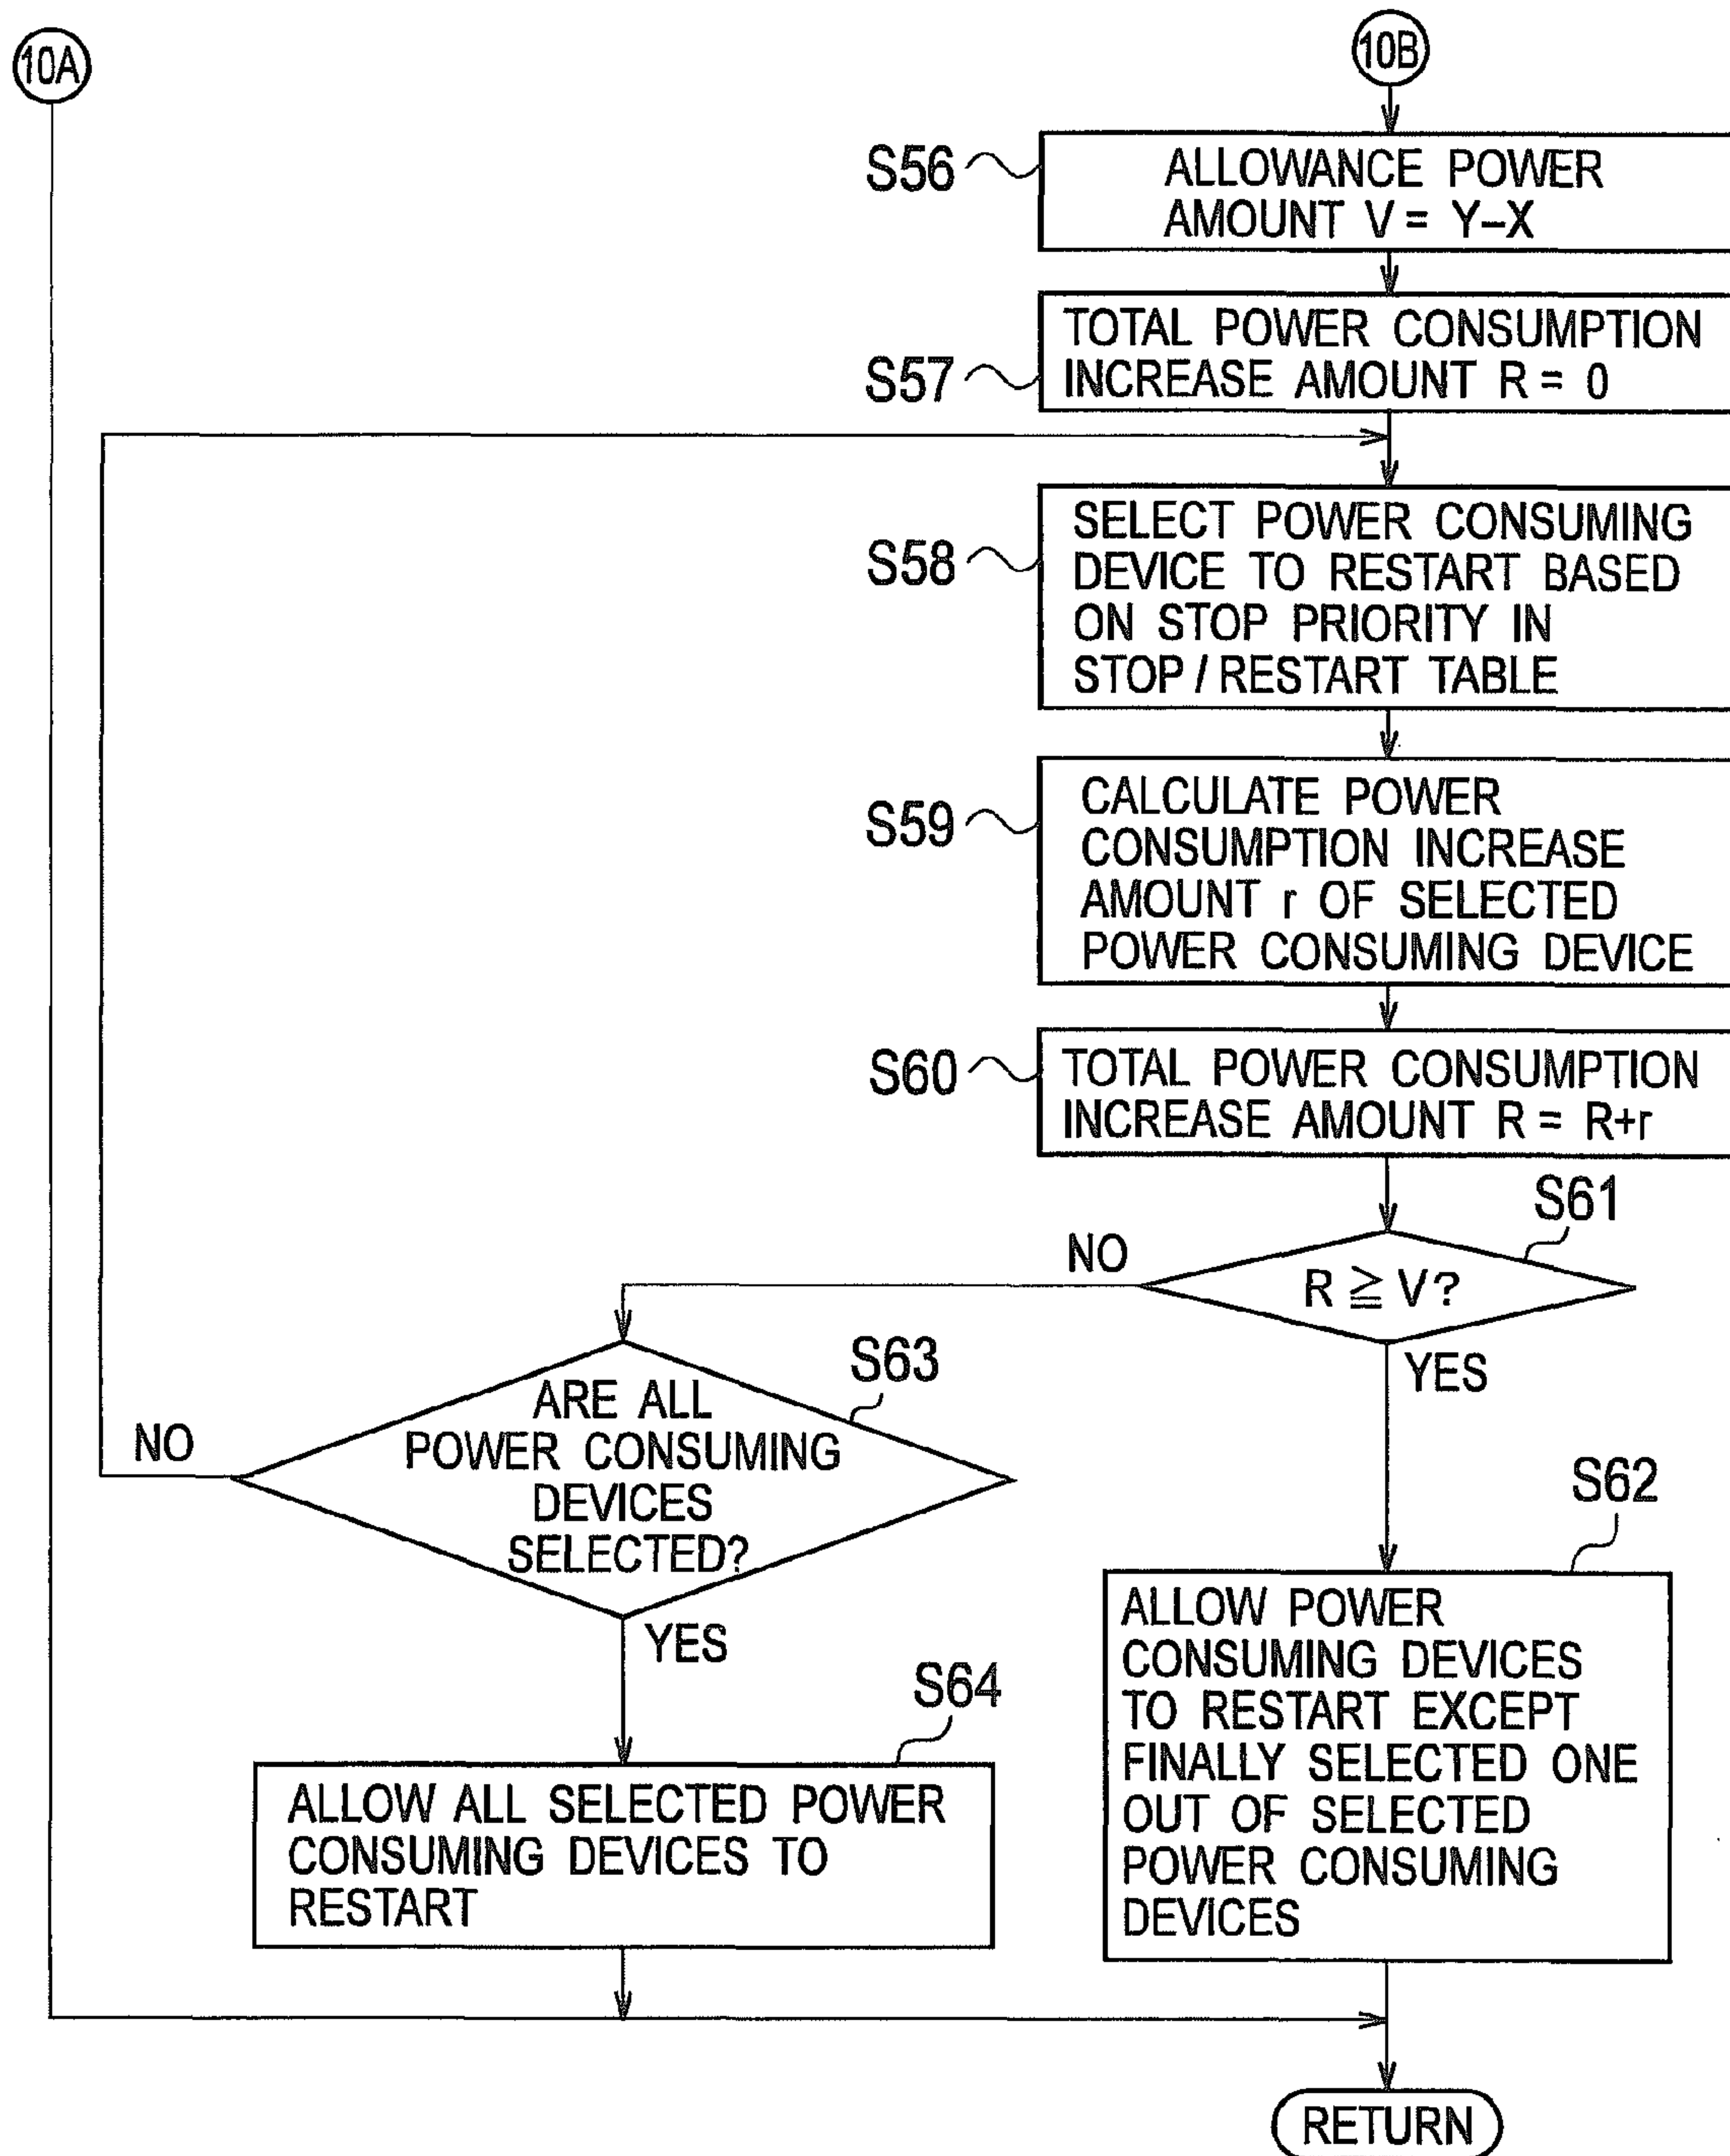 10A
10B
S56
ALLOWANCE POWER
AMOUNT V = Y–X
S57
TOTAL POWER CONSUMPTION
INCREASE AMOUNT R = 0
S58
SELECT POWER CONSUMING
DEVICE TO RESTART BASED
ON STOP PRIORITY IN
STOP / RESTART TABLE
S59
CALCULATE POWER
CONSUMPTION INCREASE
AMOUNT r OF SELECTED
POWER CONSUMING DEVICE
S60
TOTAL POWER CONSUMPTION
INCREASE AMOUNT R = R+r
S61
R ≧ V?
NO
YES
S63
ARE ALL
POWER CONSUMING
DEVICES
SELECTED?
NO
YES
S62
ALLOW POWER
CONSUMING DEVICES
TO RESTART EXCEPT
FINALLY SELECTED ONE
OUT OF SELECTED
POWER CONSUMING
DEVICES
S64
ALLOW ALL SELECTED POWER
CONSUMING DEVICES TO
RESTART
RETURN